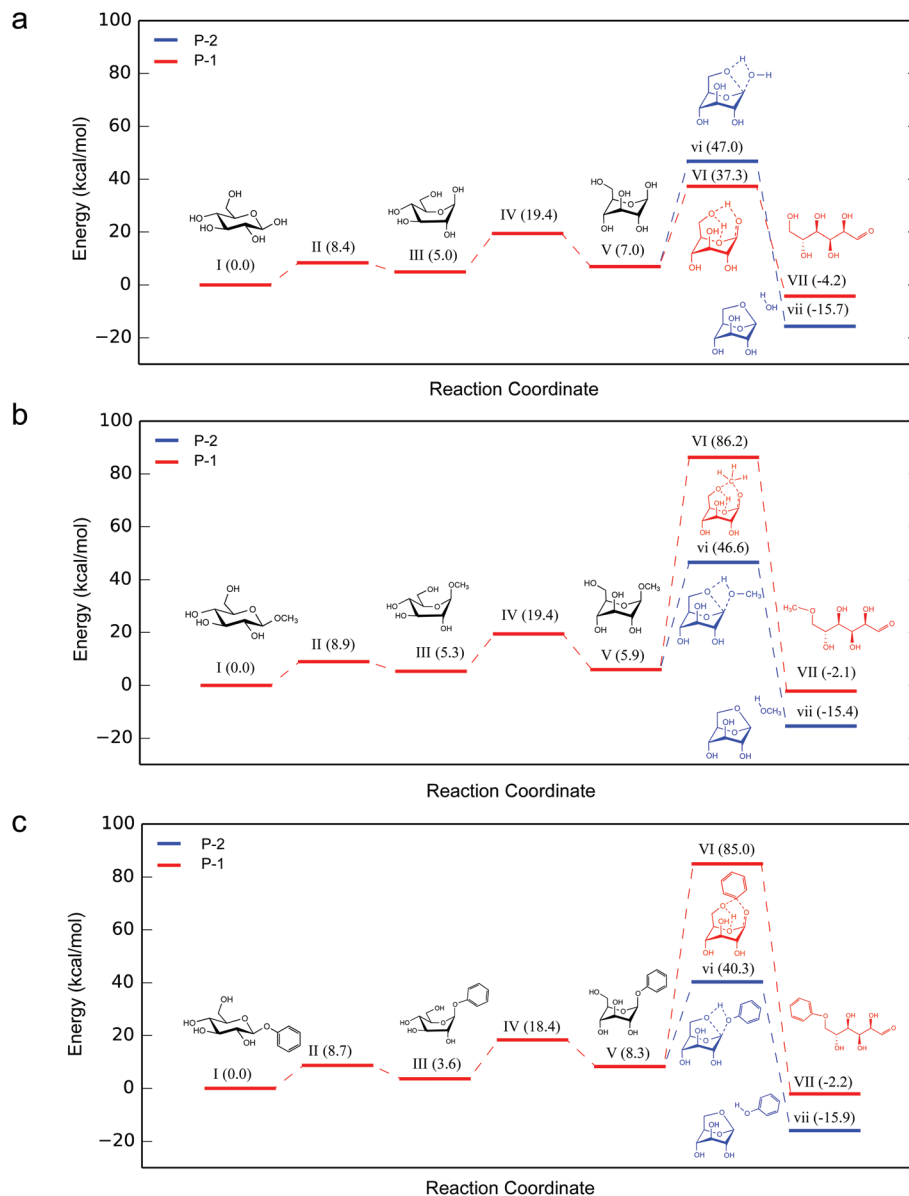 a
100
80
60
40
20
0
−20
Energy (kcal/mol)
P-2
P-1
I (0.0)
II (8.4)
III (5.0)
IV (19.4)
V (7.0)
vi (47.0)
VI (37.3)
VII (-4.2)
vii (-15.7)
Reaction Coordinate
b
100
80
60
40
20
0
−20
Energy (kcal/mol)
P-2
P-1
I (0.0)
II (8.9)
III (5.3)
IV (19.4)
V (5.9)
VI (86.2)
vi (46.6)
VII (-2.1)
vii (-15.4)
Reaction Coordinate
c
100
80
60
40
20
0
−20
Energy (kcal/mol)
P-2
P-1
I (0.0)
II (8.7)
III (3.6)
IV (18.4)
V (8.3)
VI (85.0)
vi (40.3)
VII (-2.2)
vii (-15.9)
Reaction Coordinate